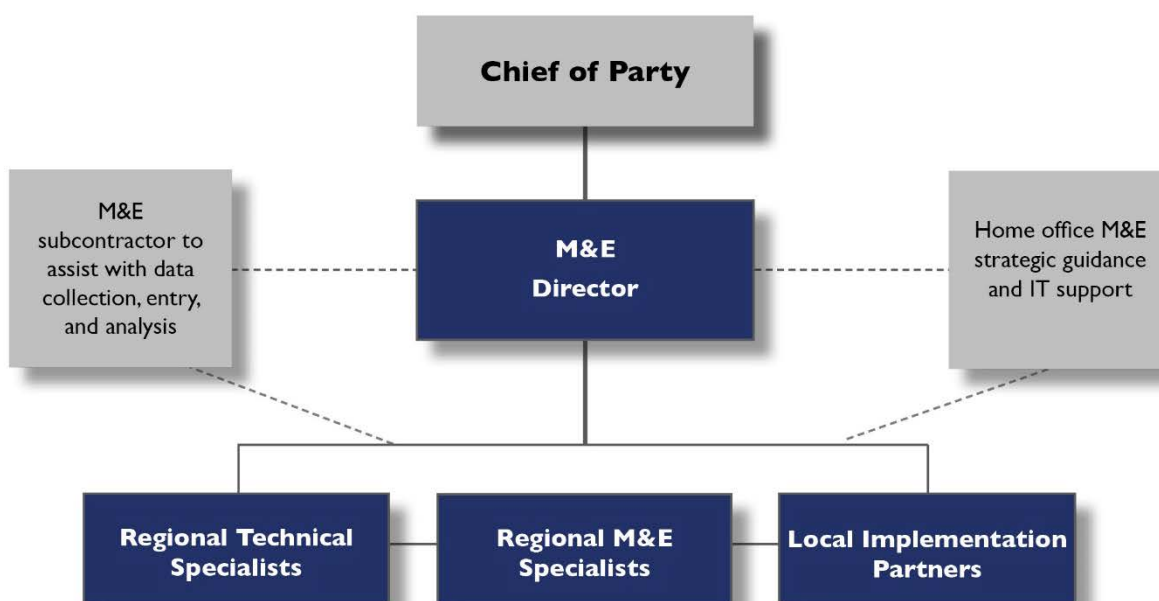 Chief of Party
M&E
subcontractor to
assist with data
collection, entry,
and analysis
M&E
Director
Home office M&E
strategic guidance
and IT support
Regional Technical
Specialists
Regional M&E
Specialists
Local Implementation
Partners